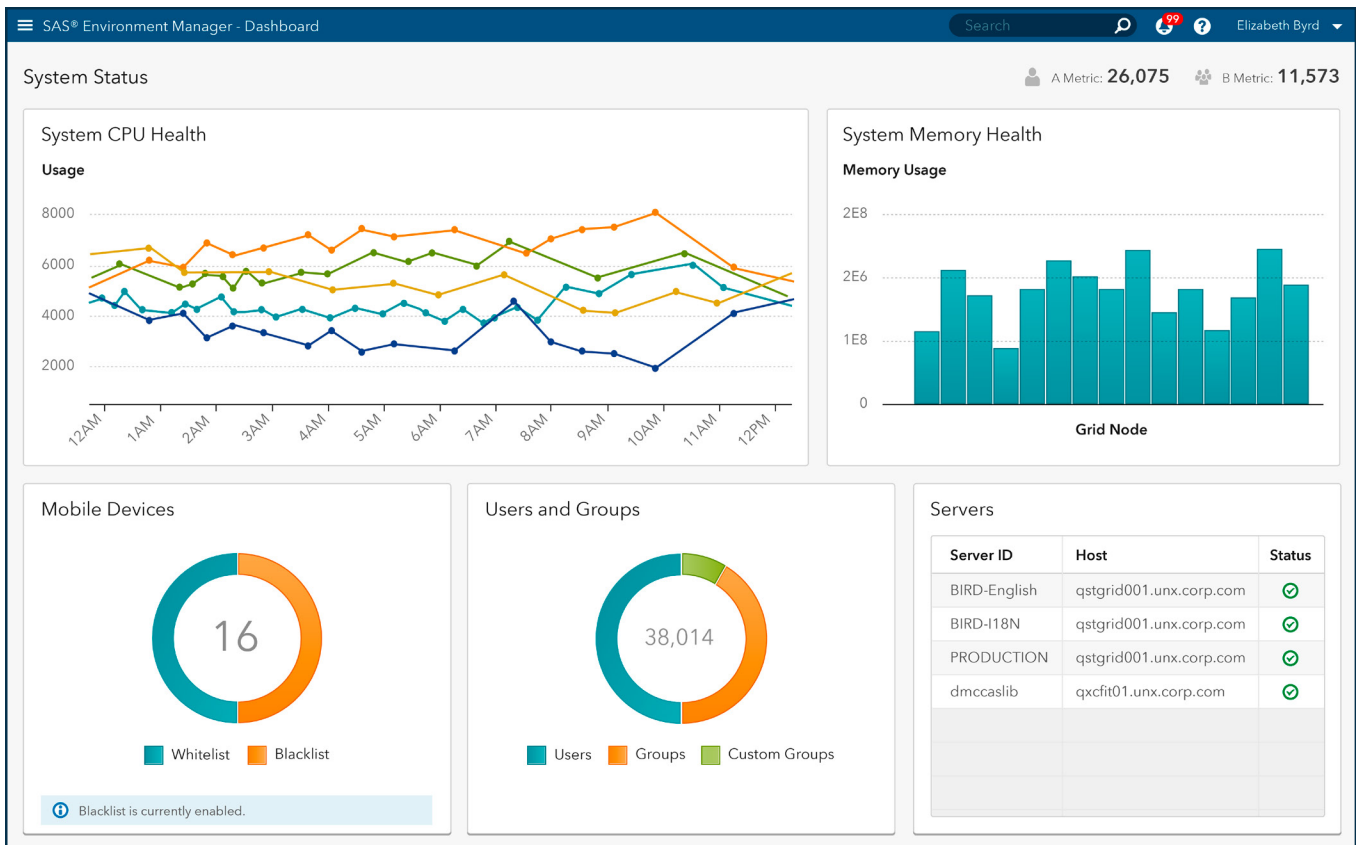 SAS® Environment Manager - Dashboard
Search
99
Elizabeth Byrd
System Status
A Metric: 26,075
B Metric: 11,573
System CPU Health
Usage
8000
6000
4000
2000
12AM 1AM 2AM 3AM 4AM 5AM 6AM 7AM 8AM 9AM 10AM 11AM 12PM
System Memory Health
Memory Usage
2E8
2E6
1E8
0
Grid Node
Mobile Devices
16
Whitelist Blacklist
Blacklist is currently enabled.
Users and Groups
38,014
Users Groups Custom Groups
Servers
Server ID Host Status
BIRD-English qstgrid001.unx.corp.com
BIRD-I18N qstgrid001.unx.corp.com
PRODUCTION qstgrid001.unx.corp.com
dmccaslib qxcfit01.unx.corp.com